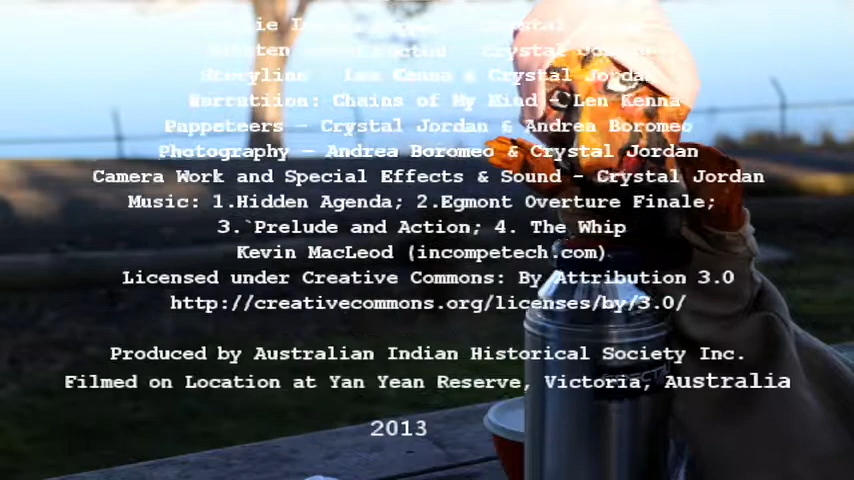 Crystal
Crystal
Storyline Len Kenna & Crystal Jordan
Narratiion: Chains of My Kind - Len Kenna
Puppeteers - Crystal Jordan & Andrea Boromeo
Photography - Andrea Boromeo & Crystal Jordan
Camera Work and Special Effects & Sound - Crystal Jordan
Music: 1.Hidden Agenda; 2.Egmont Overture Finale;
3.`Prelude and Action; 4. The Whip
Kevin MacLeod (incompetech.com)
Licensed under Creative Commons: By Attribution 3.0
http://creativecommons.org/licenses/by/3.0/
Produced by Australian Indian Historical Society Inc.
Filmed on Location at Yan Yean Reserve, Victoria, Australia
2013